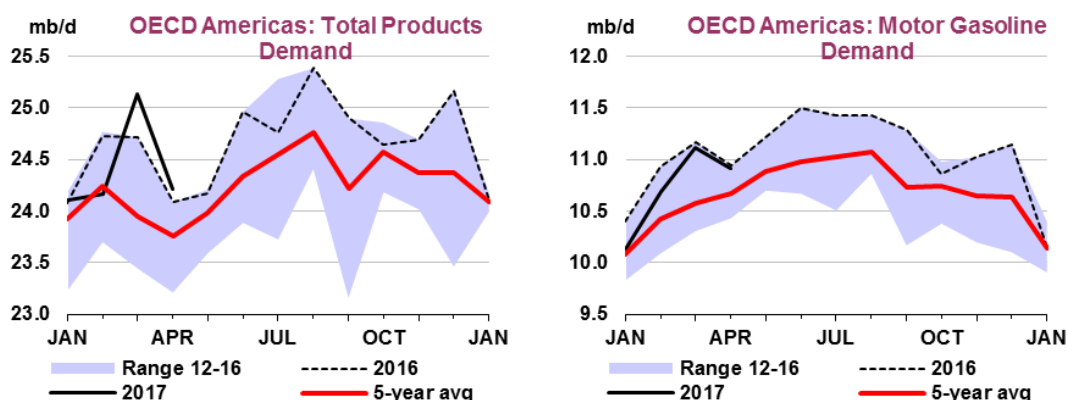 mb/d
OECD Americas: Total Products
Demand
25.5
25.0
24.5
24.0
23.5
23.0
JAN APR JUL OCT JAN
Range 12-16 2016
2017 5-year avg
mb/d
OECD Americas: Motor Gasoline
Demand
12.0
11.5
11.0
10.5
10.0
9.5
JAN APR JUL OCT JAN
Range 12-16 2016
2017 5-year avg